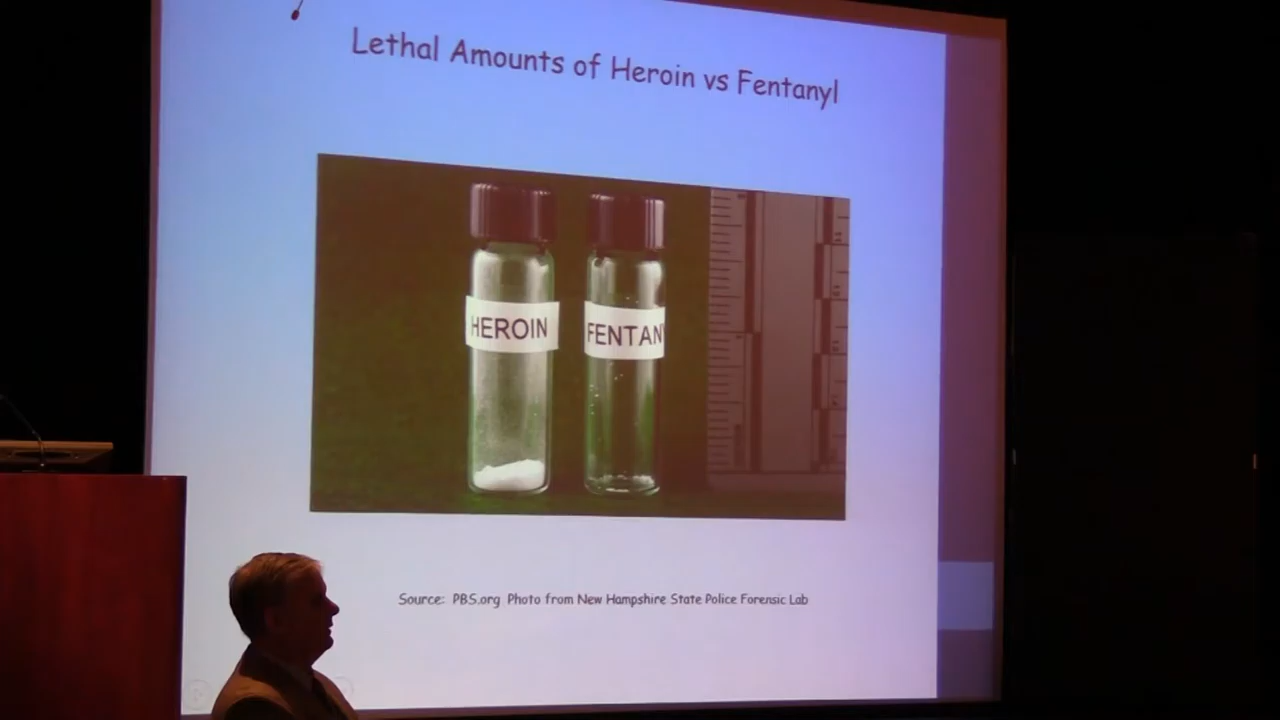 Lethal Amounts of Heroin vs Fentanyl
HEROIN
FENTAN
Source: PBS.org Photo from New Hampshire State Police Forensic Lab